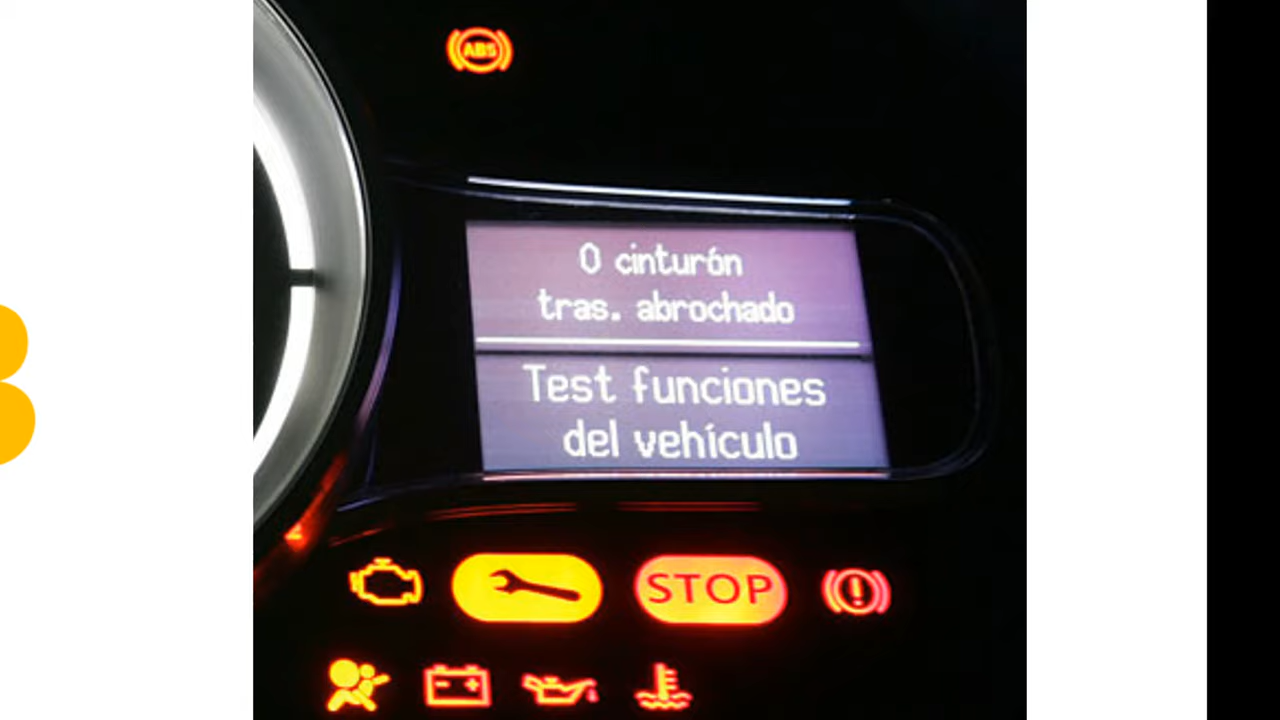 ABS
0 cinturón
tras. abrochado
Test funciones
del vehículo
STOP